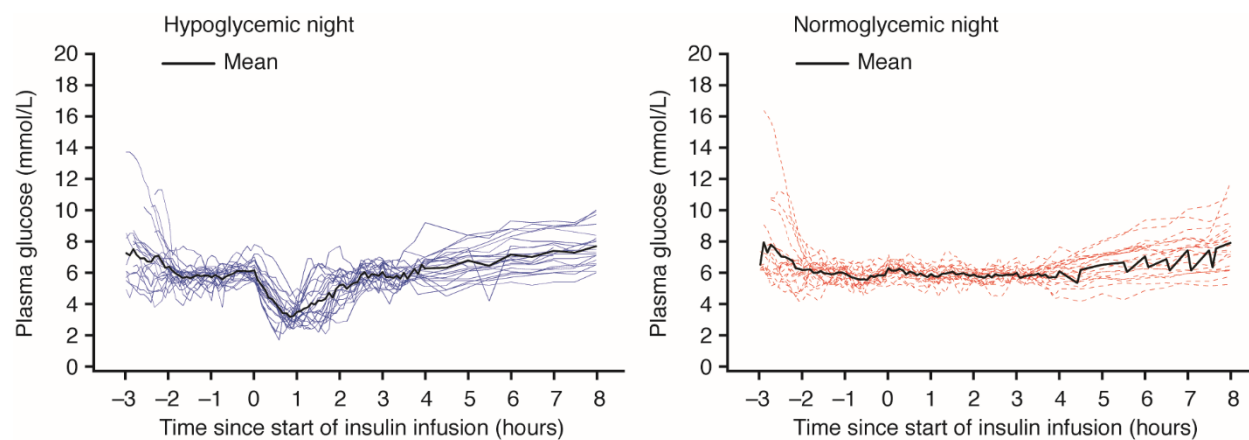 Hypoglycemic night
Mean
Plasma glucose (mmol/L)
20
18
16
14
12
10
8
6
4
2
0
–3 –2 –1 0 1 2 3 4 5 6 7 8
Time since start of insulin infusion (hours)
Normoglycemic night
Mean
Plasma glucose (mmol/L)
20
18
16
14
12
10
8
6
4
2
0
–3 –2 –1 0 1 2 3 4 5 6 7 8
Time since start of insulin infusion (hours)